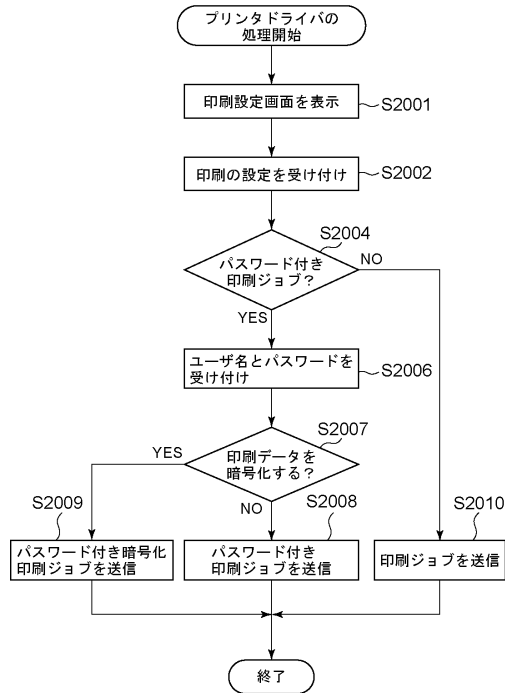 プリンタドライバの
処理開始
印刷設定画面を表示
S2001
印刷の設定を受け付け
S2002
S2004
パスワード付き
印刷ジョブ？
NO
YES
ユーザ名とパスワードを
受け付け
S2006
S2007
印刷データを
暗号化する？
YES
NO
S2009
パスワード付き暗号化
印刷ジョブを送信
S2008
パスワード付き
印刷ジョブを送信
S2010
印刷ジョブを送信
終了